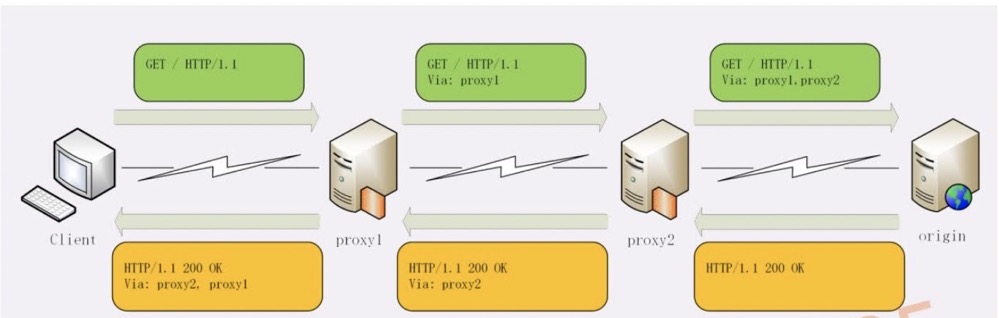 GET / HTTP/1.1
GET / HTTP/1.1
Via: proxy1
GET / HTTP/1.1
Via: proxy1,proxy2
Client
proxy1
proxy2
origin
HTTP/1.1 200 OK
Via: proxy2, proxy1
HTTP/1.1 200 OK
Via: proxy2
HTTP/1.1 200 OK